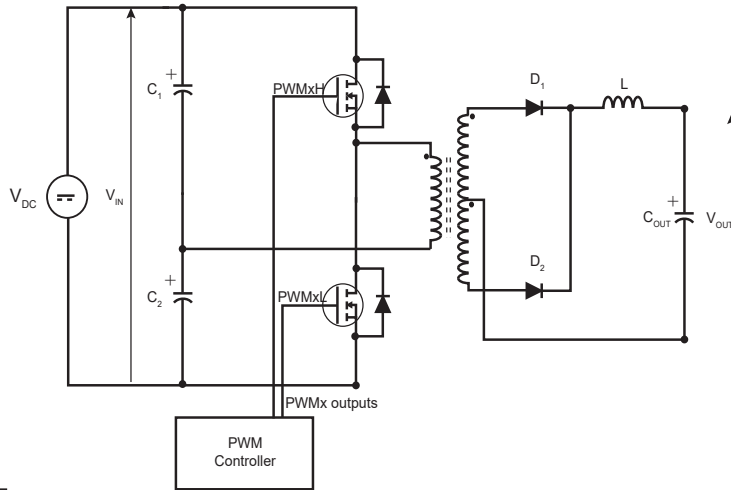 C1
PWMxH
D1
L
VDC
VIN
COUT
VOUT
D2
C2
PWMxL
PWMx outputs
PWM
Controller